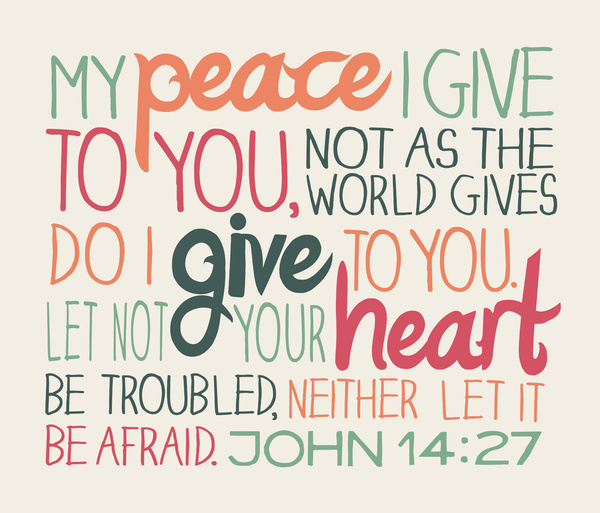 MY peace I GIVE
TO YOU, NOT AS THE
WORLD GIVES
DO I give TO YOU.
LET NOT YOUR heart
BE TROUBLED, NEITHER LET IT
BE AFRAID. JOHN 14:27